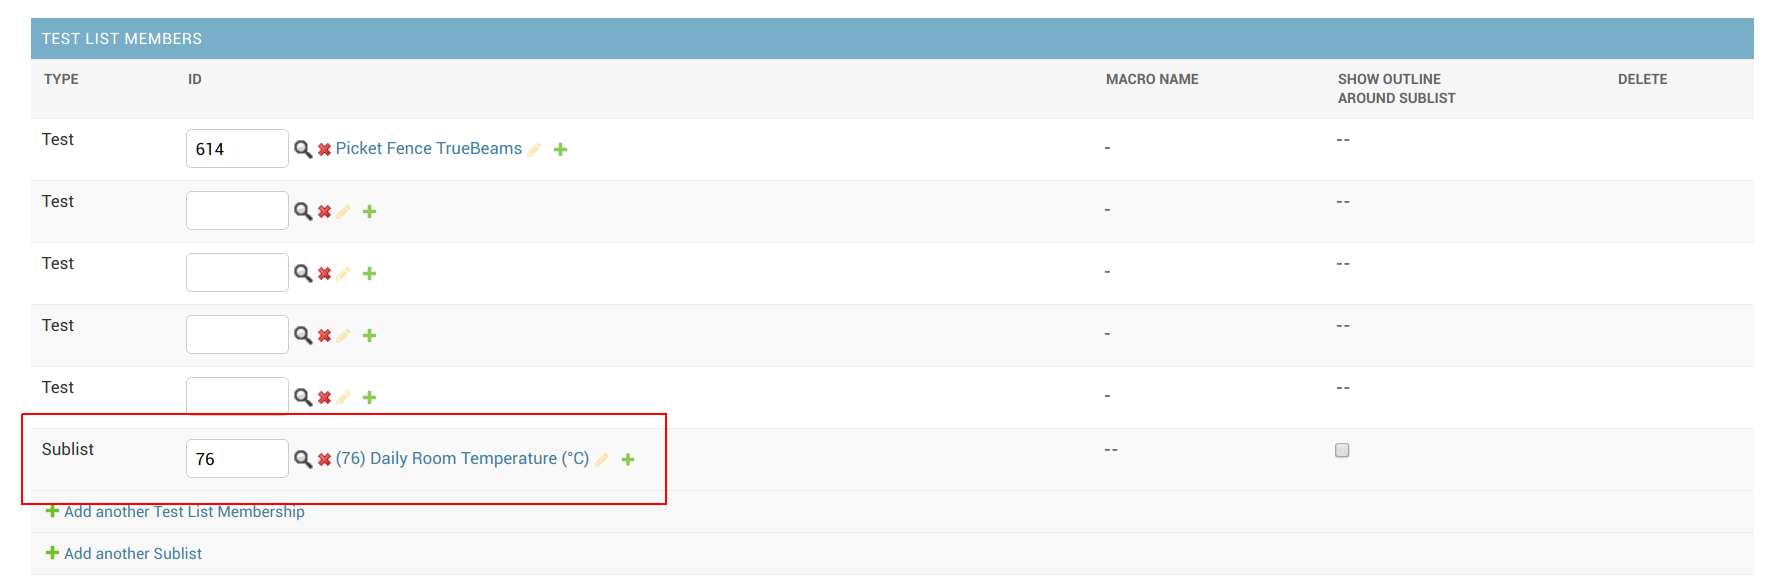 TEST LIST MEMBERS
TYPE ID MACRO NAME SHOW OUTLINE AROUND SUBLIST DELETE
Test 614 Picket Fence TrueBeams - --
Test - --
Test - --
Test - --
Test - --
Sublist 76 (76) Daily Room Temperature (°C) --
Add another Test List Membership
Add another Sublist